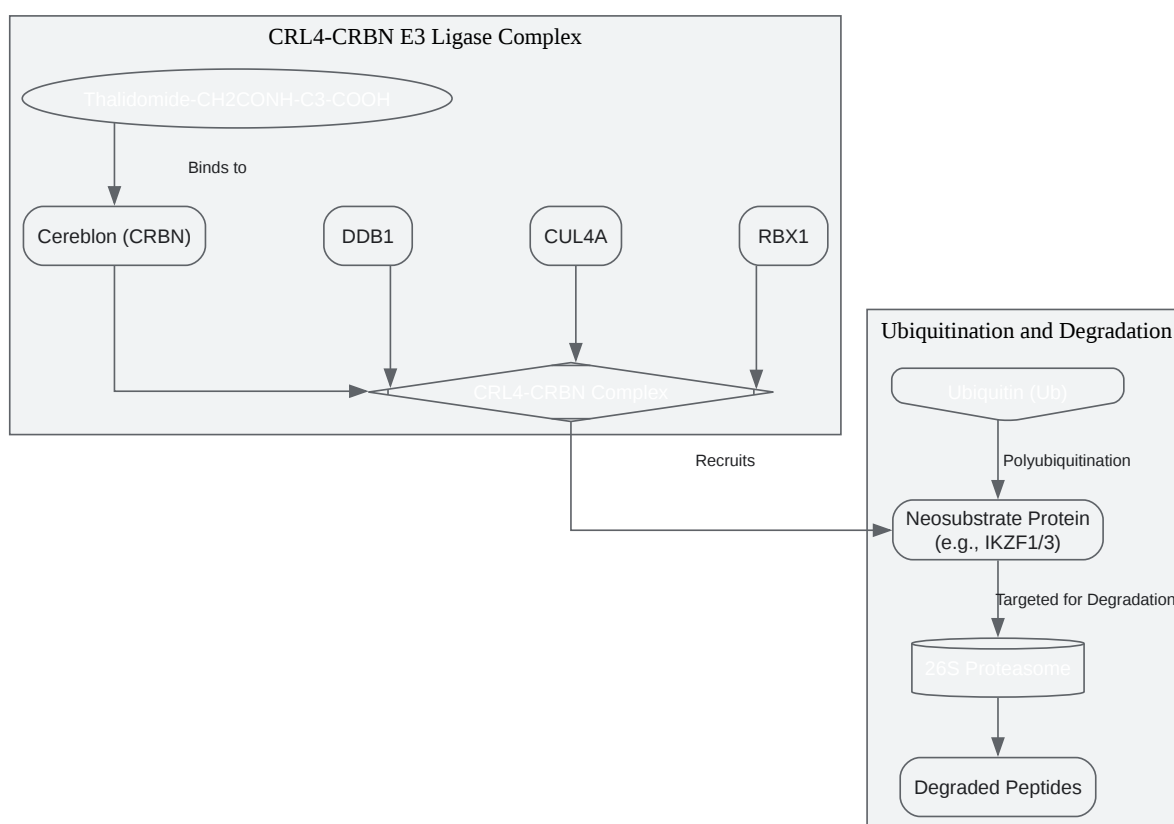 CRL4-CRBN E3 Ligase Complex
Thalidomide-CH2CONH-C3-COOH
Binds to
Cereblon (CRBN)
DDB1
CUL4A
RBX1
CRL4-CRBN Complex
Recruits
Ubiquitination and Degradation
Ubiquitin (Ub)
Polyubiquitination
Neosubstrate Protein
(e.g., IKZF1/3)
Targeted for Degradation
26S Proteasome
Degraded Peptides